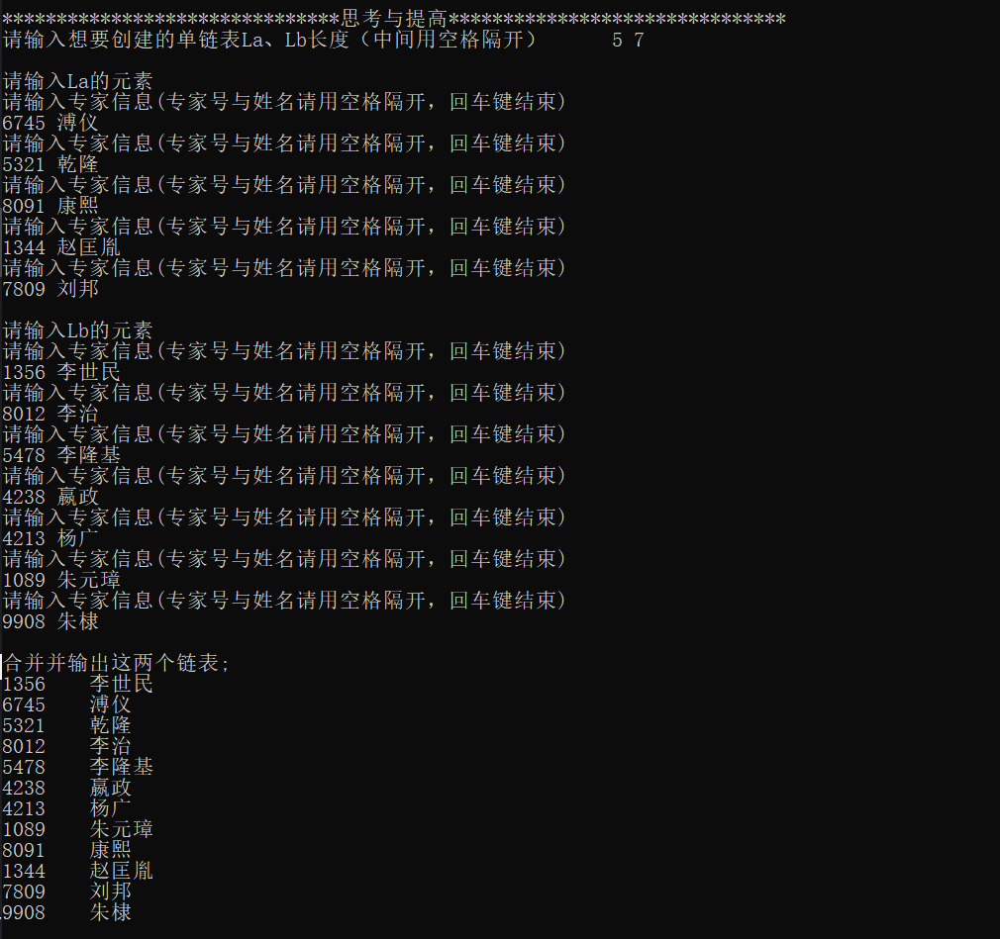 *******************************思考与提高*******************************
请输入想要创建的单链表La、Lb长度（中间用空格隔开）      5 7
请输入La的元素
请输入专家信息(专家号与姓名请用空格隔开，回车键结束)
6745 溥仪
请输入专家信息(专家号与姓名请用空格隔开，回车键结束)
5321 乾隆
请输入专家信息(专家号与姓名请用空格隔开，回车键结束)
8091 康熙
请输入专家信息(专家号与姓名请用空格隔开，回车键结束)
1344 赵匡胤
请输入专家信息(专家号与姓名请用空格隔开，回车键结束)
7809 刘邦
请输入Lb的元素
请输入专家信息(专家号与姓名请用空格隔开，回车键结束)
1356 李世民
请输入专家信息(专家号与姓名请用空格隔开，回车键结束)
8012 李治
请输入专家信息(专家号与姓名请用空格隔开，回车键结束)
5478 李隆基
请输入专家信息(专家号与姓名请用空格隔开，回车键结束)
4238 嬴政
请输入专家信息(专家号与姓名请用空格隔开，回车键结束)
4213 杨广
请输入专家信息(专家号与姓名请用空格隔开，回车键结束)
1089 朱元璋
请输入专家信息(专家号与姓名请用空格隔开，回车键结束)
9908 朱棣
合并并输出这两个链表;
1356    李世民
6745    溥仪
5321    乾隆
8012    李治
5478    李隆基
4238    嬴政
4213    杨广
1089    朱元璋
8091    康熙
1344    赵匡胤
7809    刘邦
9908    朱棣